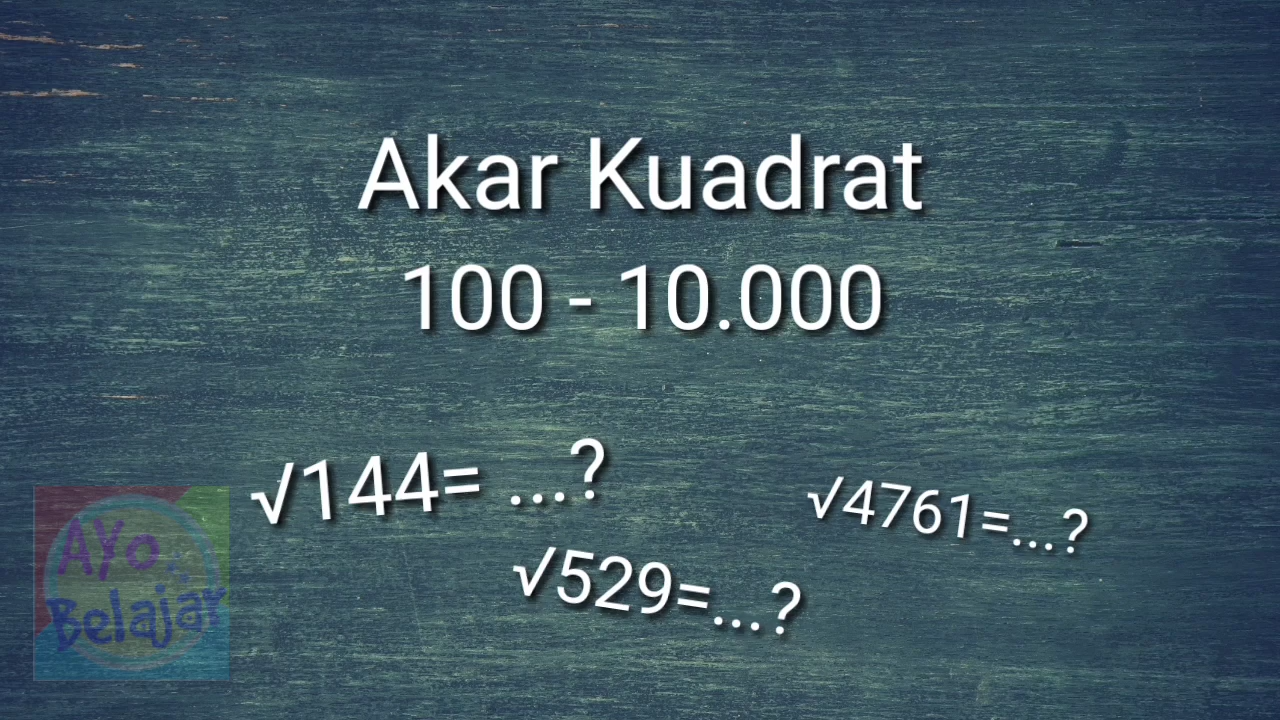 Akar Kuadrat
100 - 10.000
√144= ...?
√4761=...?
√529=...?
AYo
Belajar